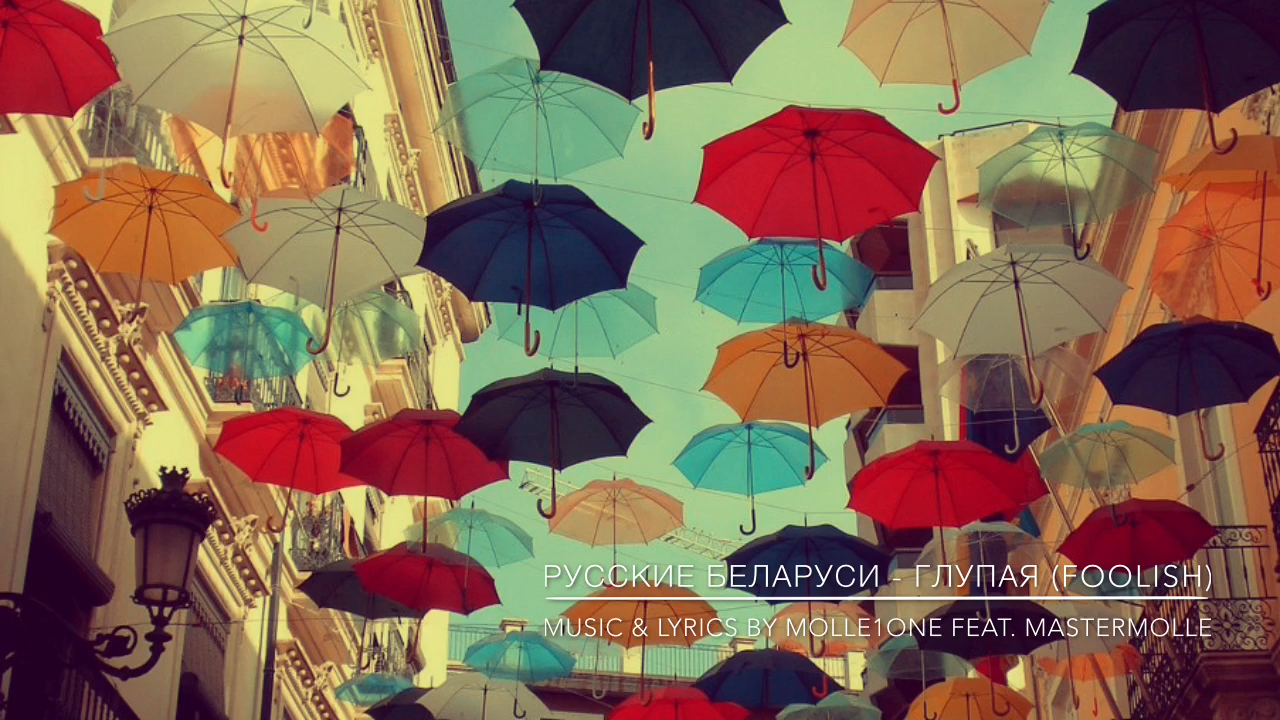 РУССКИЕ БЕЛАРУСИ - ГЛУПАЯ (FOOLISH)
MUSIC & LYRICS BY MOLLE1ONE FEAT. MASTERMOLLE